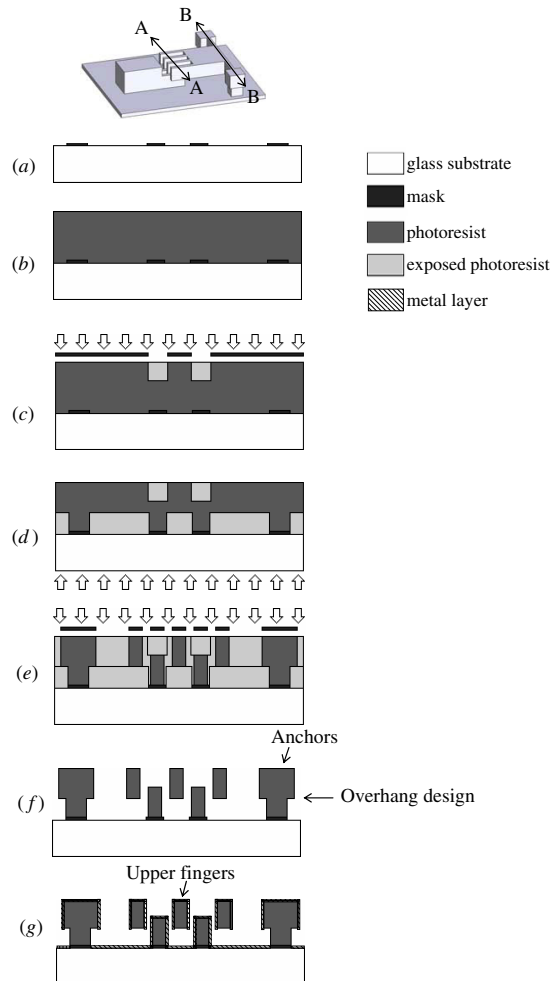 A
B
A
B
(a)
glass substrate
mask
photoresist
exposed photoresist
metal layer
(b)
(c)
(d)
(e)
Anchors
(f)
Overhang design
Upper fingers
(g)